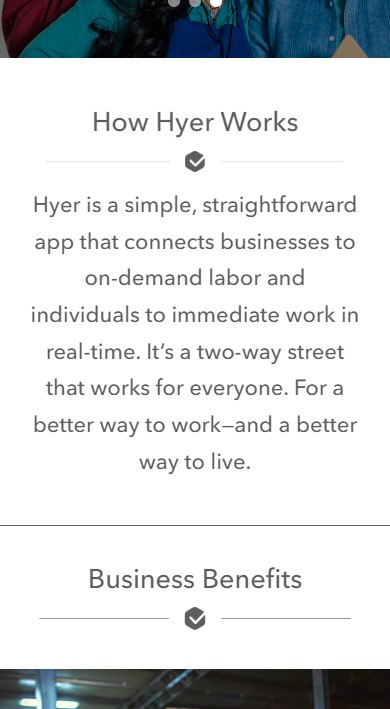 How Hyer Works
Hyer is a simple, straightforward
app that connects businesses to
on-demand labor and
individuals to immediate work in
real-time. It’s a two-way street
that works for everyone. For a
better way to work—and a better
way to live.
Business Benefits